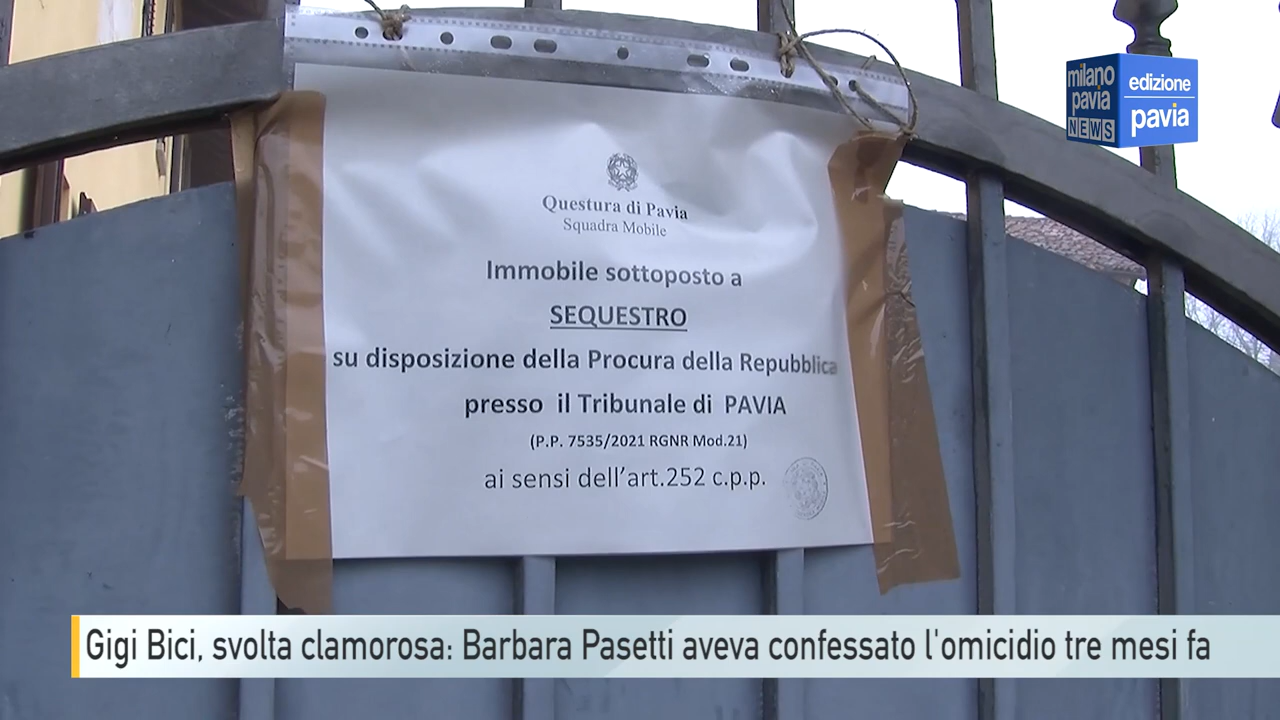 milano
pavia
NEWS
edizione
pavia
Questura di Pavia
Squadra Mobile
Immobile sottoposto a
SEQUESTRO
su disposizione della Procura della Repubblica
presso il Tribunale di PAVIA
(P.P. 7535/2021 RGNR Mod.21)
ai sensi dell'art.252 c.p.p.
Gigi Bici, svolta clamorosa: Barbara Pasetti aveva confessato l'omicidio tre mesi fa